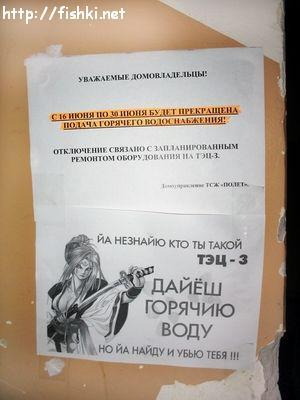 http://fishki.net
УВАЖАЕМЫЕ ДОМОВЛАДЕЛЬЦЫ!
С 16 ИЮНЯ ПО 30 ИЮНЯ БУДЕТ ПРЕКРАЩЕНА
ПОДАЧА ГОРЯЧЕГО ВОДОСНАБЖЕНИЯ!
ОТКЛЮЧЕНИЕ СВЯЗАНО С ЗАПЛАНИРОВАННЫМ
РЕМОНТОМ ОБОРУДОВАНИЯ НА ТЭЦ-3.
Домоуправление ТСЖ «ПОЛЕТ».
ЙА НЕЗНАЙЮ КТО ТЫ ТАКОЙ
ТЭЦ - 3
ДАЙЁШ
ГОРЯЧИЮ
ВОДУ
НО ЙА НАЙДУ И УБЬЮ ТЕБЯ !!!